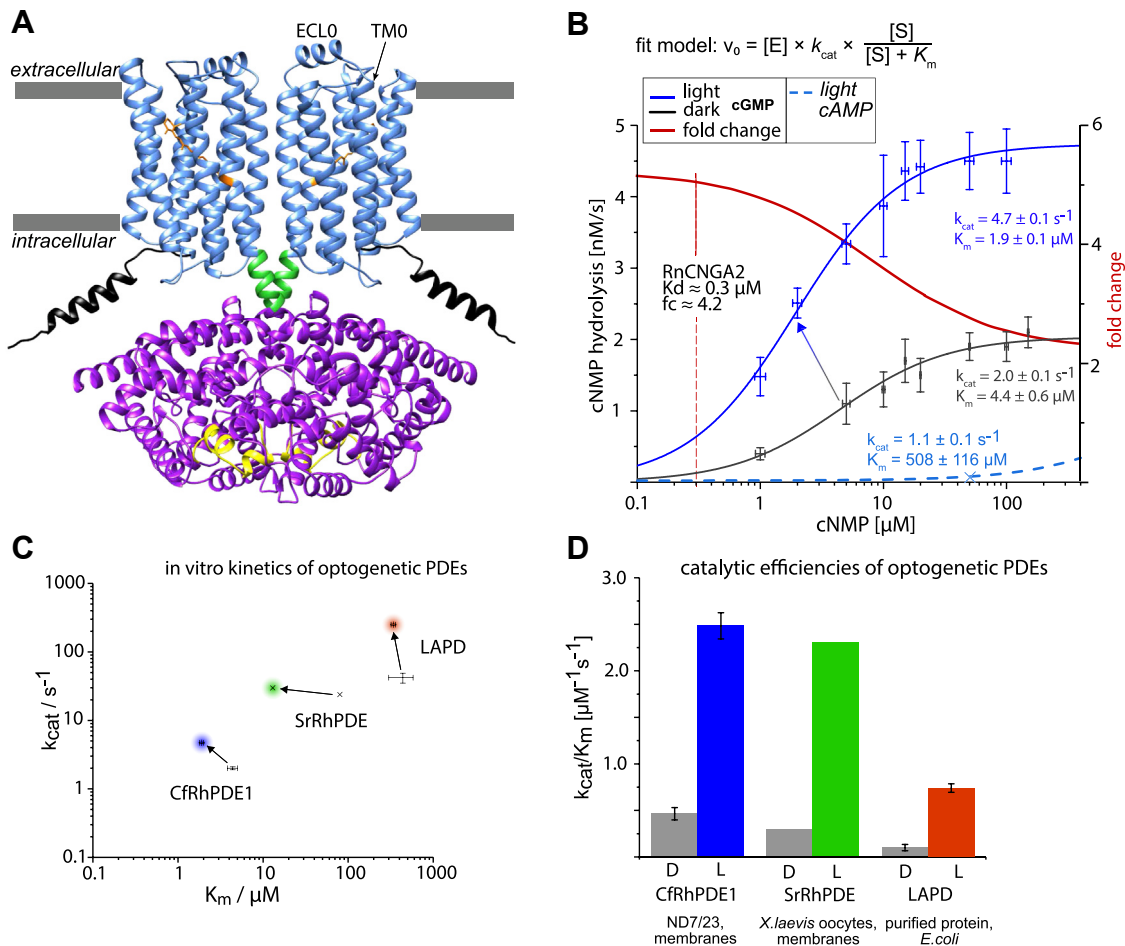 A
ECL0
TM0
extracellular
intracellular
B
fit model: v₀ = [E] × kcat × [S] / [S] + Km
light
dark
cGMP
fold change
light
cAMP
cNMP hydrolysis [nM/s]
5
4
3
2
1
6
4
2
fold change
RnCNGA2
Kd ≈ 0.3 µM
fc ≈ 4.2
kcat = 4.7 ± 0.1 s⁻¹
Km = 1.9 ± 0.1 µM
kcat = 2.0 ± 0.1 s⁻¹
Km = 4.4 ± 0.6 µM
kcat = 1.1 ± 0.1 s⁻¹
Km = 508 ± 116 µM
0.1 1 10 100
cNMP [µM]
C
in vitro kinetics of optogenetic PDEs
kcat / s⁻¹
1000
100
10
1
0.1
LAPD
SrRhPDE
CfRhPDE1
0.1 1 10 100 1000
Km / µM
D
catalytic efficiencies of optogenetic PDEs
kcat/Km [µM⁻¹s⁻¹]
3.0
2.5
1.5
0.5
D L D L D L
CfRhPDE1 SrRhPDE LAPD
ND7/23,
membranes
X.laevis oocytes,
membranes
purified protein,
E.coli